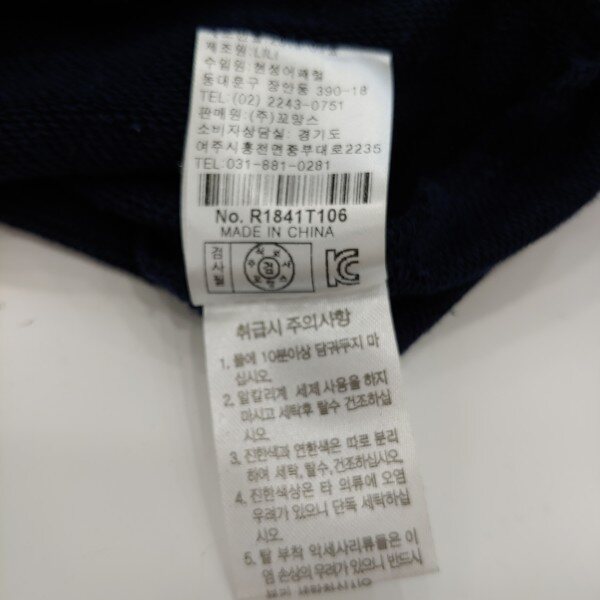 제조원: LiLi
수입원: 천정어패럴
동대문구 장안동 390-18
TEL:(02) 2243-0751
판매원:(주)꼬망스
소비자상담실: 경기도
여주시흥천면중부대로2235
TEL 031-881-0281
No. R1841T106
MADE IN CHINA
검사필
검
취급시 주의사항
1. 물에 10분이상 담궈두지 마
십시오.
2. 알칼리계 세제 사용을 하지
마시고 세탁후 탈수 건조하십
시오.
3. 진한색과 연한색은 따로 분리
하여 세탁, 탈수,건조하십시오.
4. 진한색상은 타 의류에 오염
우려가 있으니 단독 세탁하십
시오.
5. 탈 부착 악세사리류들은 이
염 손상의 우려가 있으니 반드시